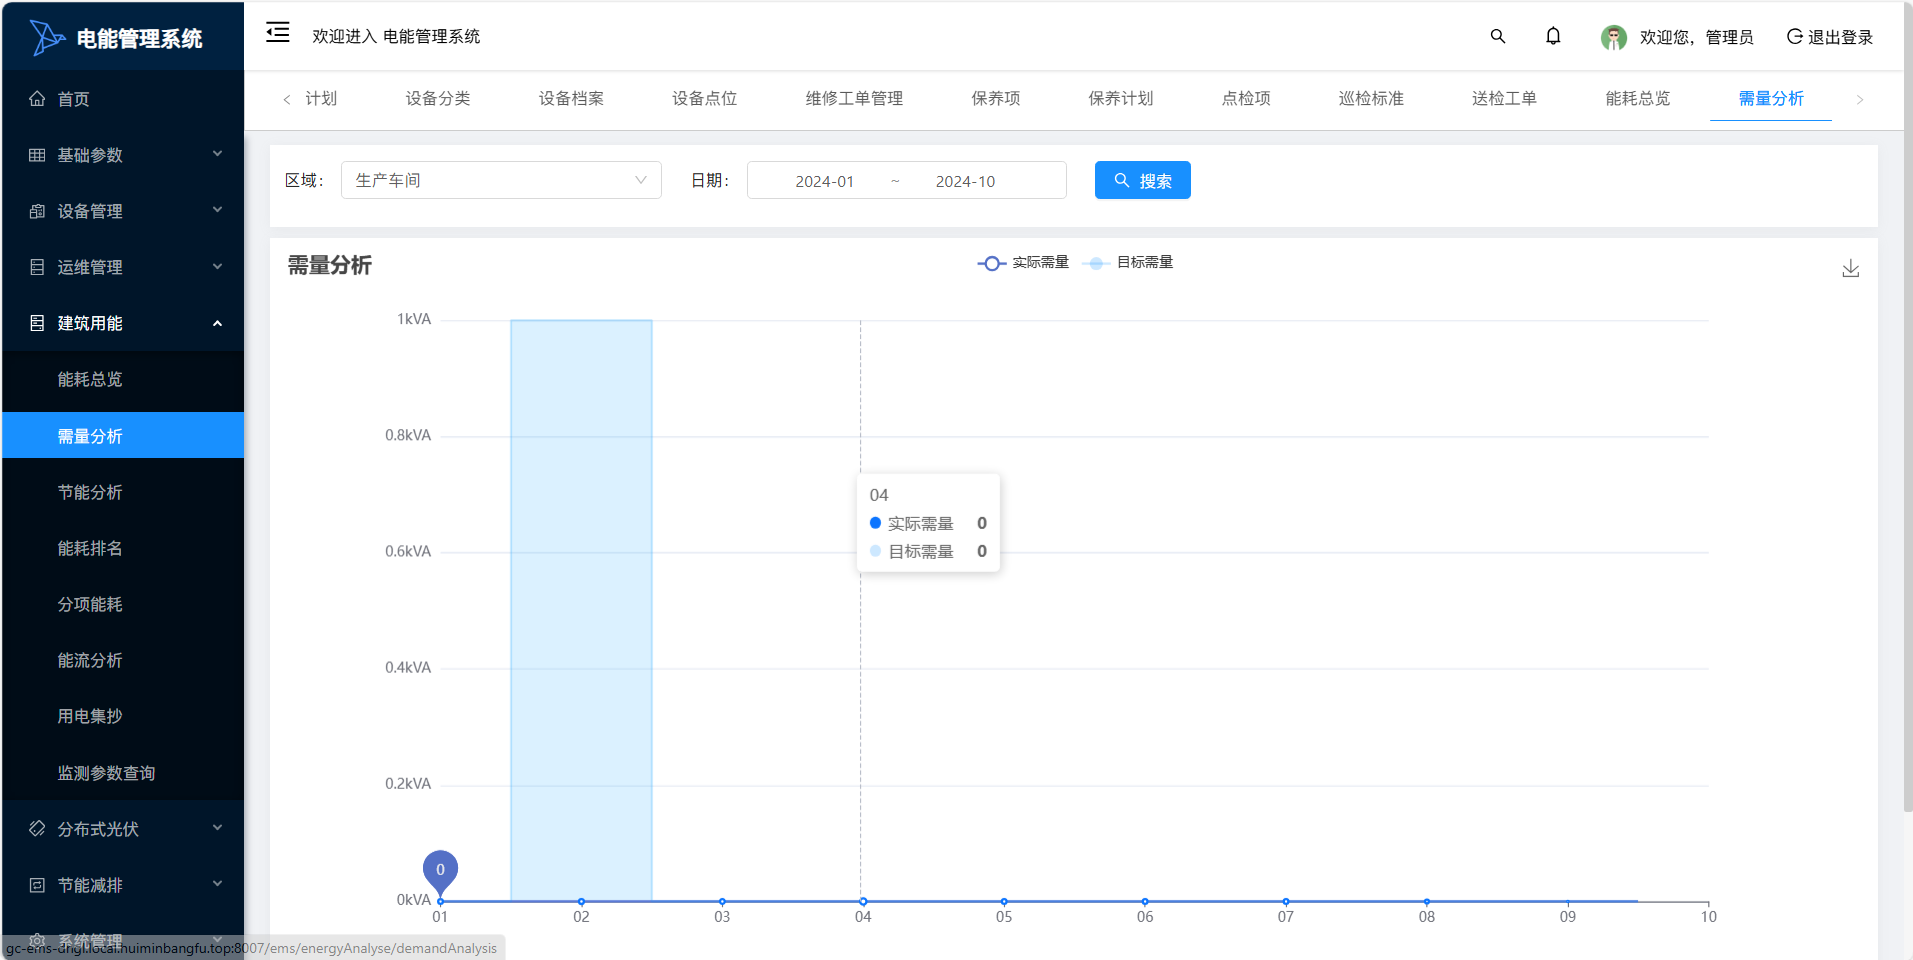 电能管理系统
欢迎进入 电能管理系统
欢迎您，管理员
退出登录
首页
基础参数
设备管理
运维管理
建筑用能
能耗总览
需量分析
节能分析
能耗排名
分项能耗
能流分析
用电集抄
监测参数查询
分布式光伏
节能减排
系统管理
计划
设备分类
设备档案
设备点位
维修工单管理
保养项
保养计划
点检项
巡检标准
送检工单
能耗总览
需量分析
区域：
生产车间
日期：
2024-01 ~ 2024-10
搜索
需量分析
实际需量
目标需量
1kVA
0.8kVA
0.6kVA
0.4kVA
0.2kVA
0kVA
04
实际需量 0
目标需量 0
0
01 02 03 04 05 06 07 08 09 10
gc-ems-dngl.local.huiminbangfu.top:8007/ems/energyAnalyse/demandAnalysis